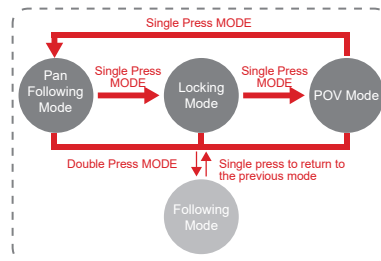 Single Press MODE
Pan
Following
Mode
Single Press
MODE
Locking
Mode
Single Press
MODE
POV Mode
Double Press MODE
Single press to return to
the previous mode
Following
Mode